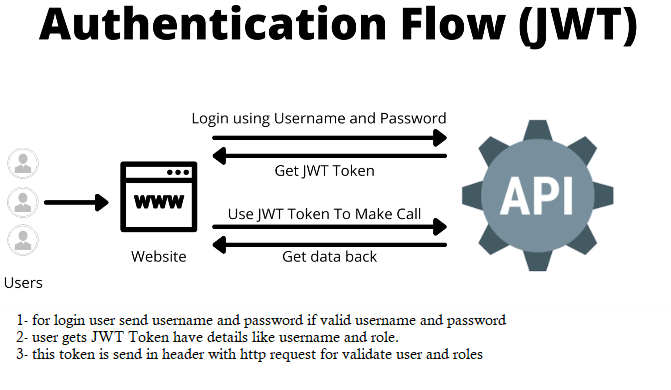 Authentication Flow (JWT)
Login using Username and Password
Get JWT Token
WWW
API
Use JWT Token To Make Call
Get data back
Website
Users
1- for login user send username and password if valid username and password
2- user gets JWT Token have details like username and role.
3- this token is send in header with http request for validate user and roles